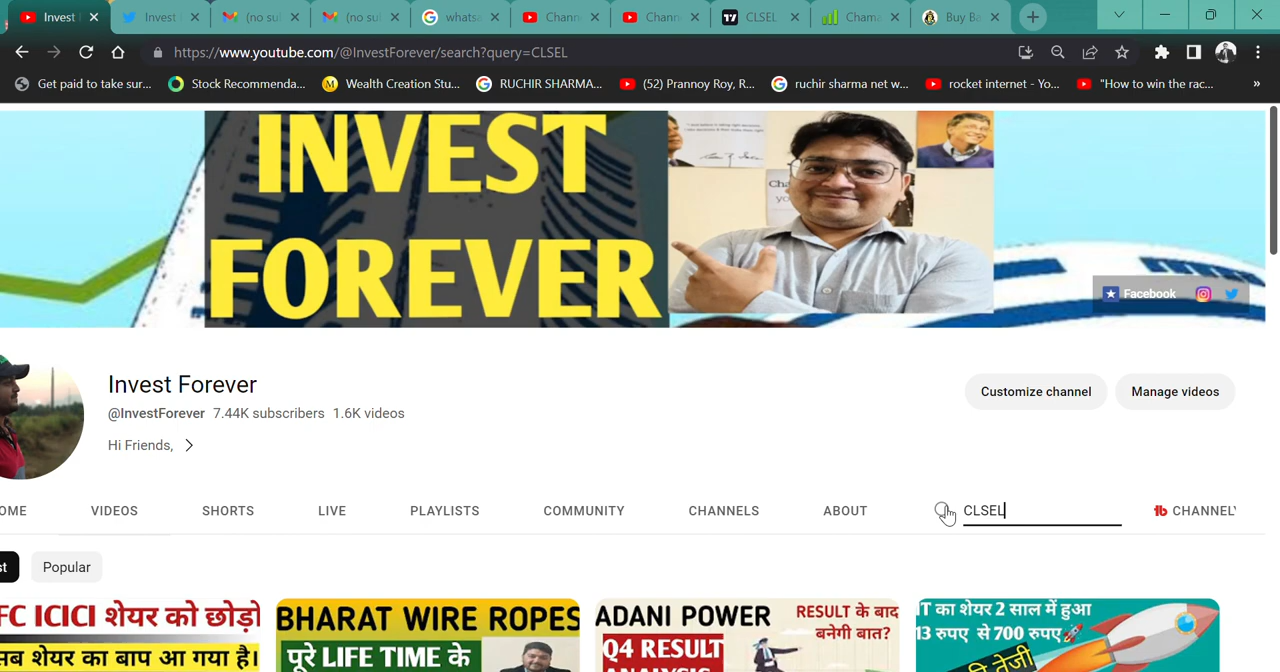 Invest
Invest
(no su
(no su
whats
Chann
Chann
CLSEL
Chama
Buy Ba
https://www.youtube.com/@InvestForever/search?query=CLSEL
Get paid to take sur...
Stock Recommenda...
Wealth Creation Stu...
RUCHIR SHARMA...
(52) Prannoy Roy, R...
ruchir sharma net w...
rocket internet - Yo...
"How to win the rac...
»
INVEST
FOREVER
Facebook
Invest Forever
@InvestForever 7.44K subscribers 1.6K videos
Hi Friends,
Customize channel
Manage videos
OME
VIDEOS
SHORTS
LIVE
PLAYLISTS
COMMUNITY
CHANNELS
ABOUT
CLSEL
CHANNEL
st
Popular
FC ICICI शेयर को छोड़ो
सब शेयर का बाप आ गया है।
BHARAT WIRE ROPES
पूरे LIFE TIME के
ADANI POWER
RESULT के बाद
बनेगी बात?
Q4 RESULT
ANALYSIS
IT का शेयर 2 साल में हुआ
13 रुपए से 700 रुपए
तेजी